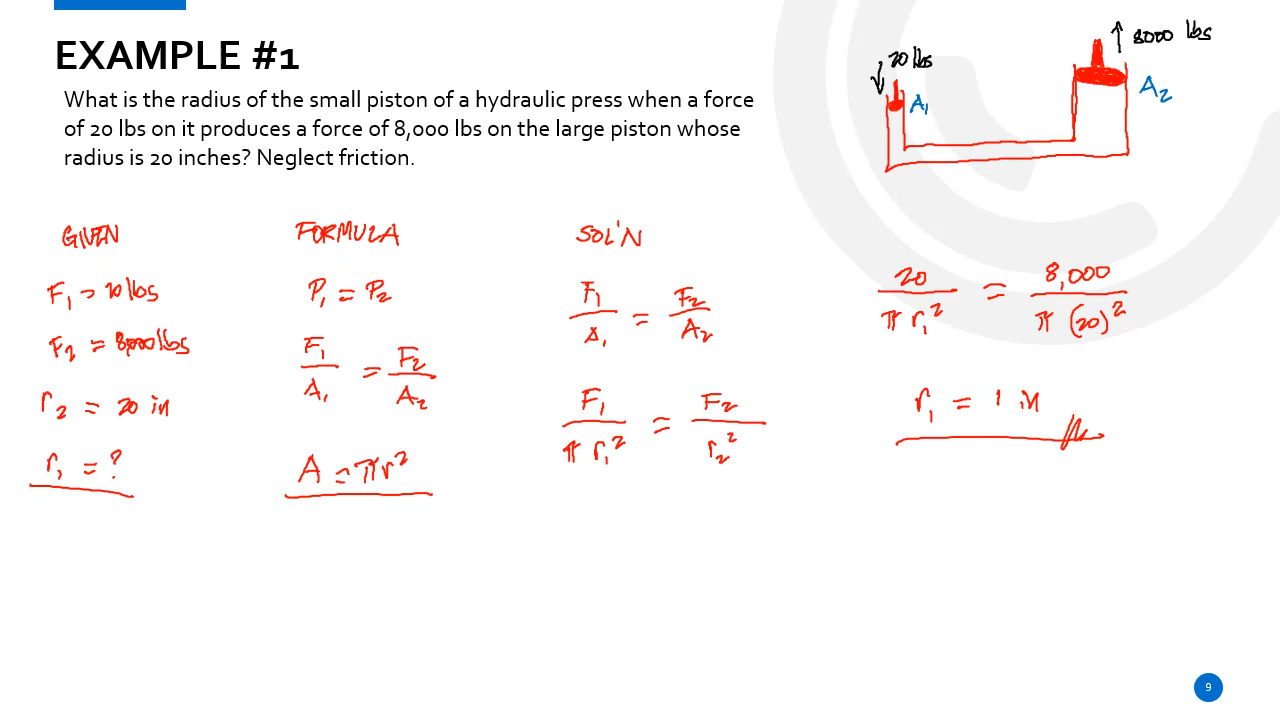 EXAMPLE #1
What is the radius of the small piston of a hydraulic press when a force
of 20 lbs on it produces a force of 8,000 lbs on the large piston whose
radius is 20 inches? Neglect friction.
20 lbs
A₁
8000 lbs
A₂
GIVEN
F₁ = 20 lbs
F₂ = 8,000 lbs
r₂ = 20 in
r₁ = ?
FORMULA
P₁ = P₂
F₁/A₁ = F₂/A₂
A = πr²
SOL'N
F₁/A₁ = F₂/A₂
F₁/π r₁² = F₂/r₂²
20/π r₁² = 8,000/π (20)²
r₁ = 1 in
9